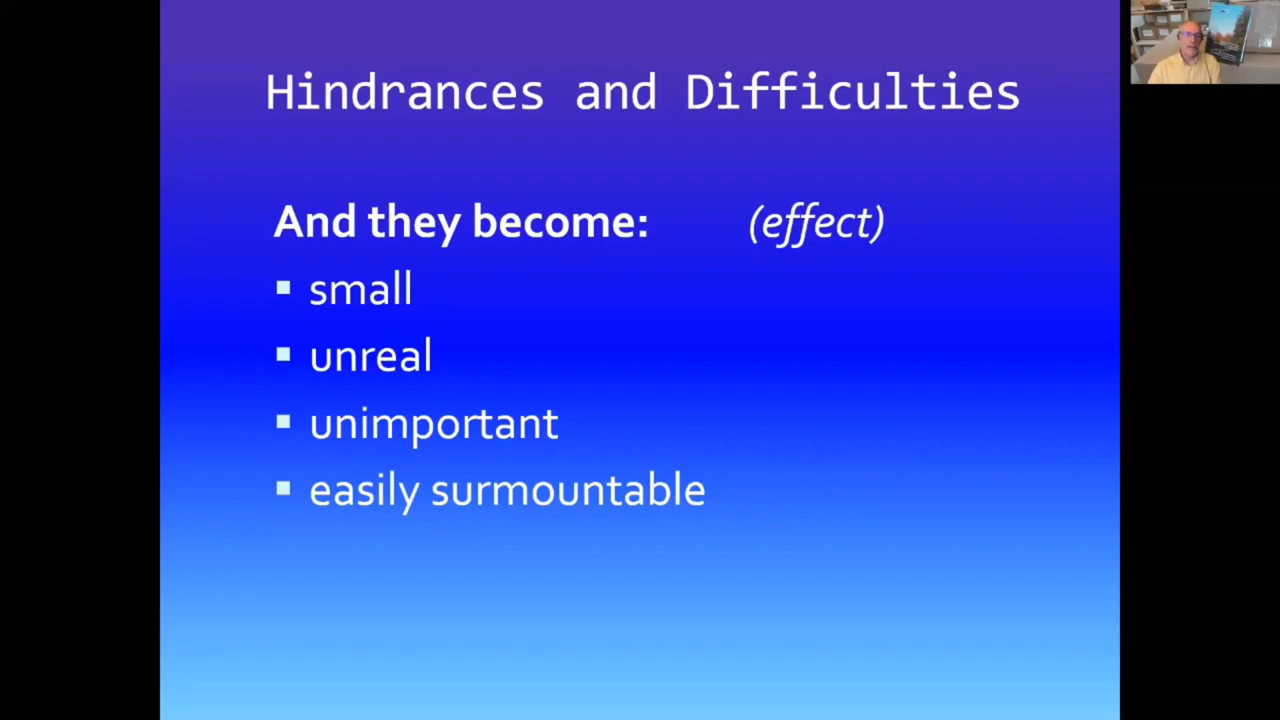 Hindrances and Difficulties
And they become: (effect)
▪ small
▪ unreal
▪ unimportant
▪ easily surmountable